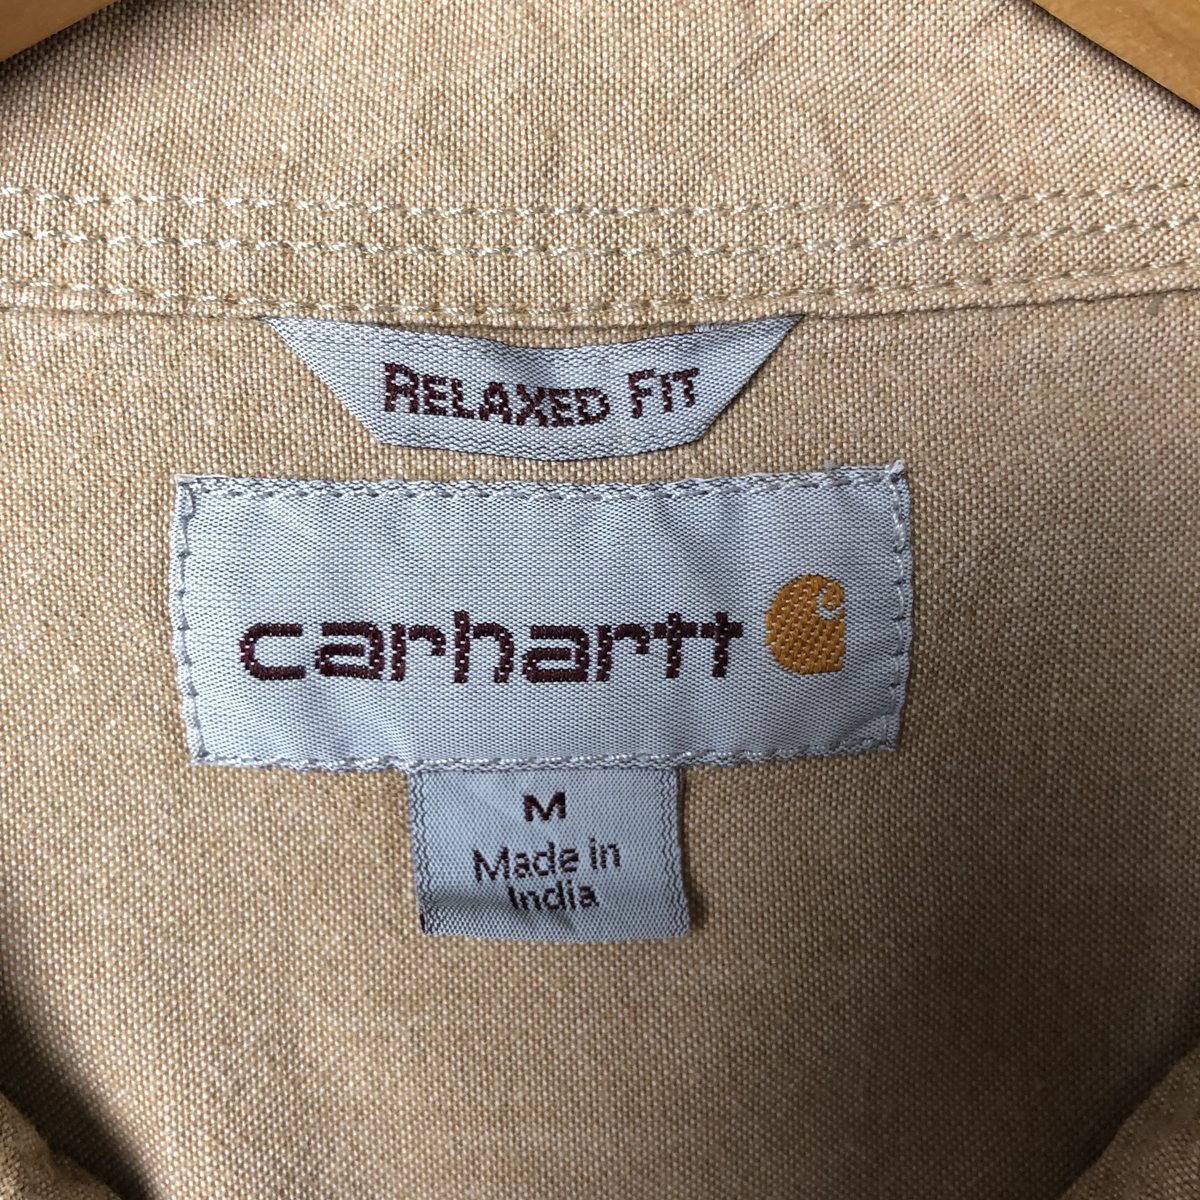 RELAXED FIT
carhartt
M
Made in
India